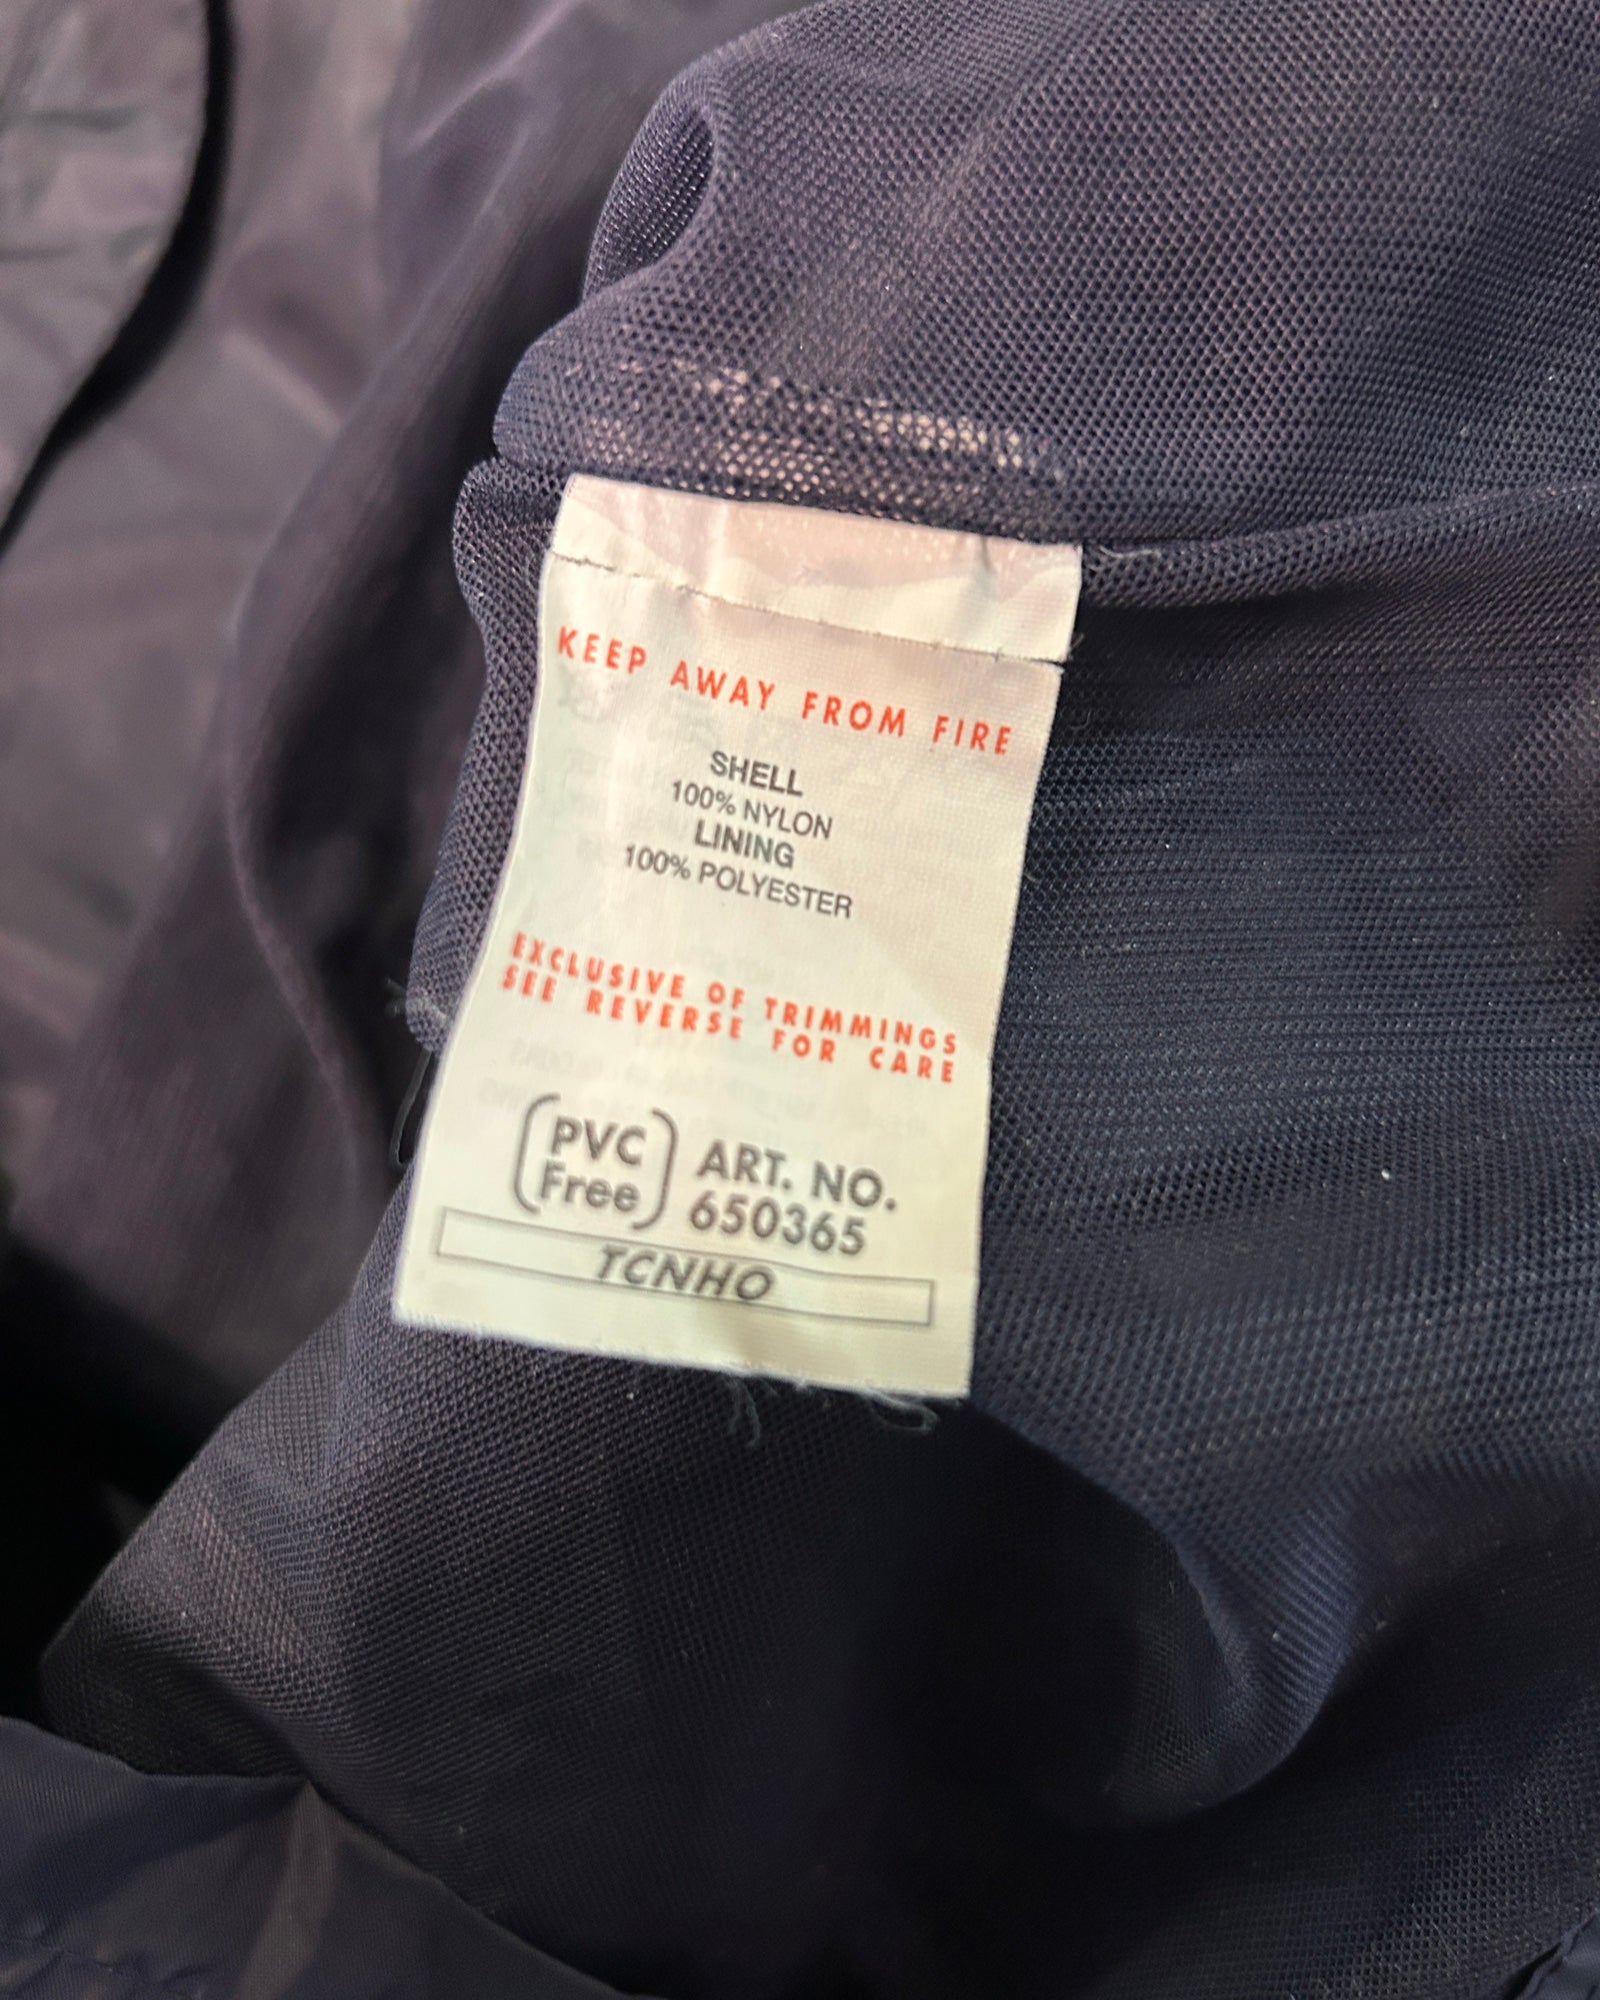 KEEP AWAY FROM FIRE
SHELL
100% NYLON
LINING
100% POLYESTER
EXCLUSIVE OF TRIMMINGS
SEE REVERSE FOR CARE
PVC
Free
ART. NO.
650365
TCNHO